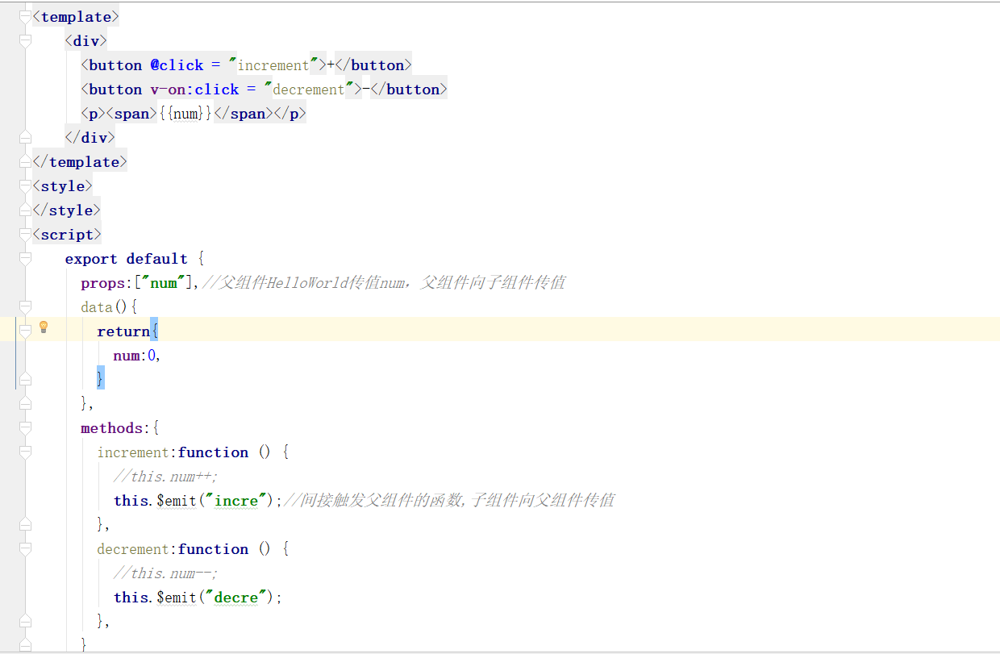 <template>
<div>
<button @click = "increment">+</button>
<button v-on:click = "decrement">-</button>
<p><span>{{num}}</span></p>
</div>
</template>
<style>
</style>
<script>
export default {
props:["num"],//父组件HelloWorld传值num，父组件向子组件传值
data(){
return{
num:0,
}
},
methods:{
increment:function () {
//this.num++;
this.$emit("incre");//间接触发父组件的函数,子组件向父组件传值
},
decrement:function () {
//this.num--;
this.$emit("decre");
},
}